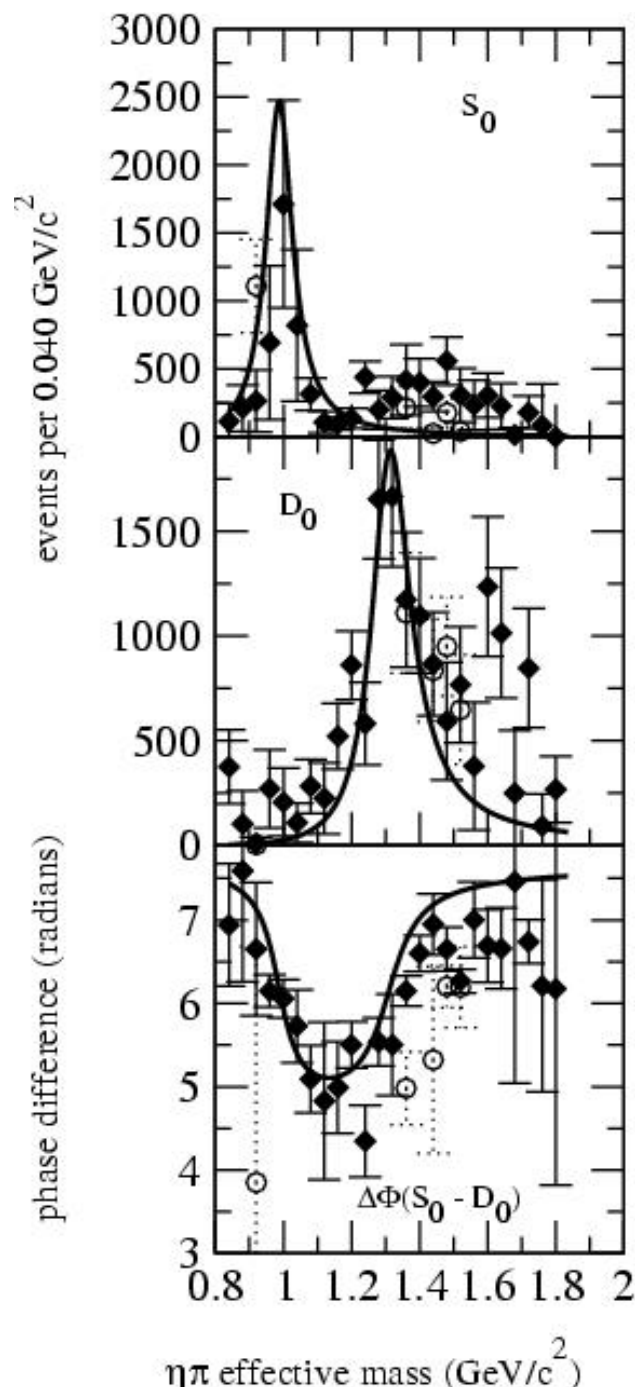 3000
2500
2000
1500
1000
500
0
S₀
events per 0.040 GeV/c²
1500
1000
500
0
D₀
7
6
5
4
3
phase difference (radians)
ΔΦ(S₀ - D₀)
0.8 1 1.2 1.4 1.6 1.8 2
ηπ effective mass (GeV/c²)